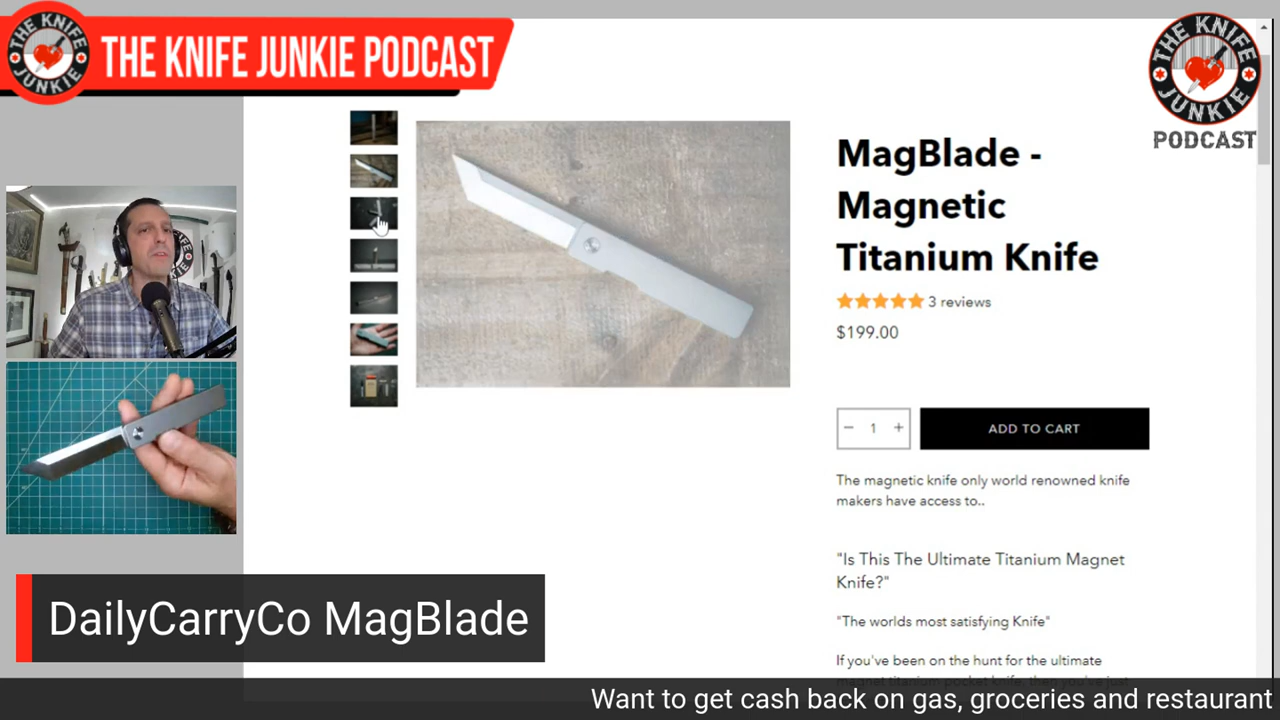 THE KNIFE JUNKIE
THE KNIFE JUNKIE PODCAST
THE KNIFE JUNKIE
PODCAST
MagBlade -
Magnetic
Titanium Knife
3 reviews
$199.00
− 1 +
ADD TO CART
The magnetic knife only world renowned knife
makers have access to..
"Is This The Ultimate Titanium Magnet
Knife?"
"The worlds most satisfying Knife"
If you've been on the hunt for the ultimate
DailyCarryCo MagBlade
Want to get cash back on gas, groceries and restaurant